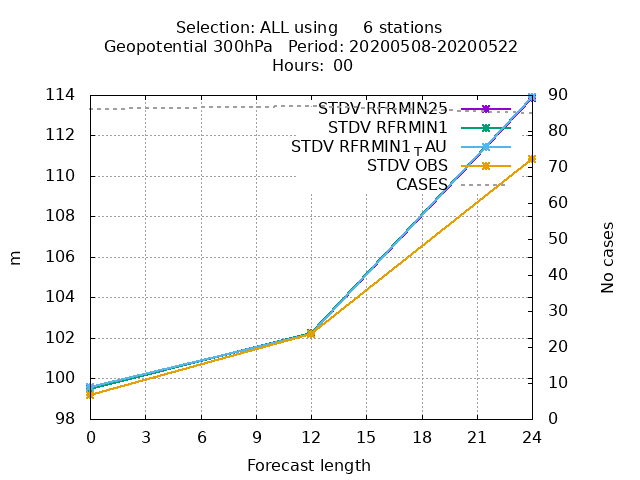 Selection: ALL using     6 stations
Geopotential 300hPa   Period: 20200508-20200522
Hours:  00
114 90
STDV RFRMIN25
STDV RFRMIN1
112 80
STDV RFRMIN1TAU
STDV OBS
110 70
CASES
108 60
50
106
m
No cases
40
104
30
102
20
100
10
98 0
0 3 6 9 12 15 18 21 24
Forecast length